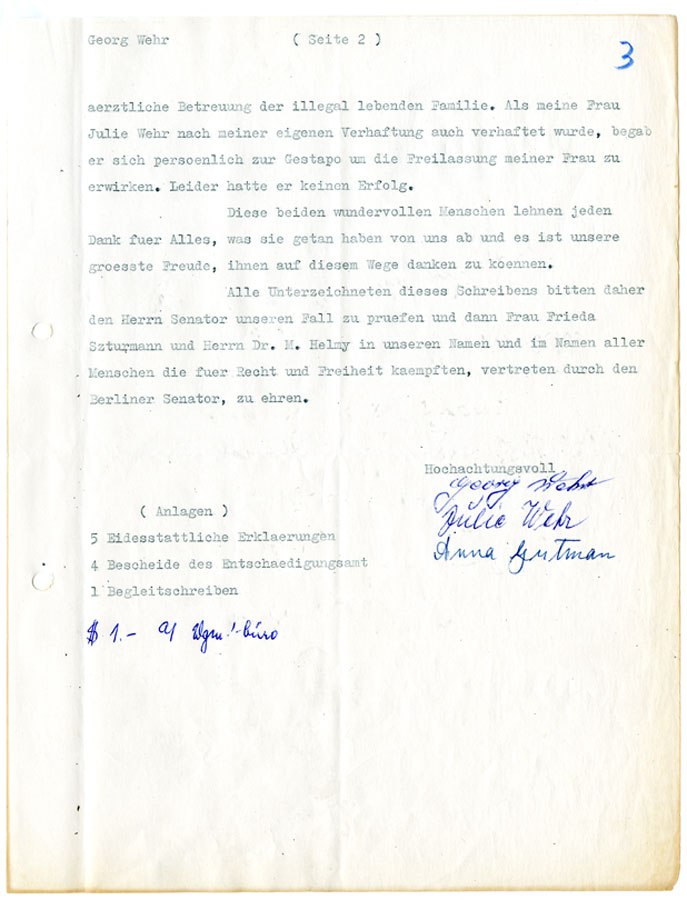 Georg Wehr ( Seite 2 ) 3
aerztliche Betreuung der illegal lebenden Familie. Als meine Frau
Julie Wehr nach meiner eigenen Verhaftung auch verhaftet wurde, begab
er sich persoenlich zur Gestapo um die Freilassung meiner Frau zu
erwirken. Leider hatte er keinen Erfolg.
Diese beiden wundervollen Menschen lehnen jeden
Dank fuer Alles, was sie getan haben von uns ab und es ist unsere
groesste Freude, ihnen auf diesem Wege danken zu koennen.
Alle Unterzeichneten dieses Schreibens bitten daher
den Herrn Senator unseren Fall zu pruefen und dann Frau Frieda
Szturmann und Herrn Dr. M. Helmy in unseren Namen und im Namen aller
Menschen die fuer Recht und Freiheit kaempften, vertreten durch den
Berliner Senator, zu ehren.
Hochachtungsvoll
Georg Wehr
Julie Wehr
Anna Gutman
( Anlagen )
5 Eidesstattliche Erklaerungen
4 Bescheide des Entschaedigungsamt
1 Begleitschreiben
$ 1.-